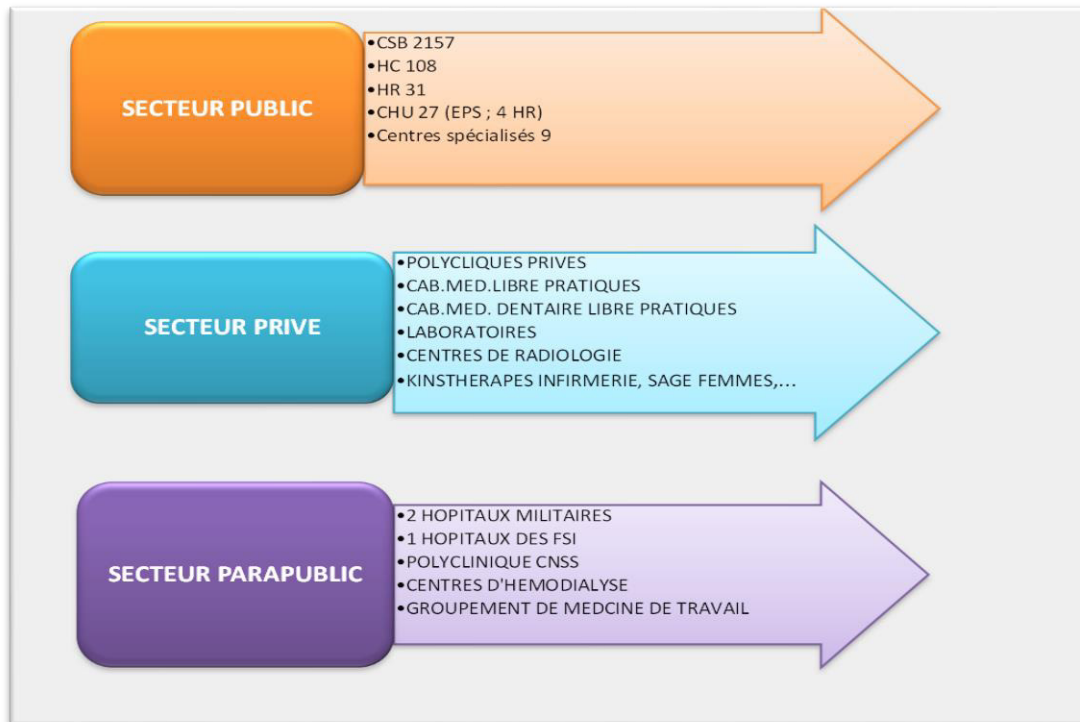 SECTEUR PUBLIC
•CSB 2157
•HC 108
•HR 31
•CHU 27 (EPS ; 4 HR)
•Centres spécialisés 9
SECTEUR PRIVE
•POLYCLIQUES PRIVES
•CAB.MED.LIBRE PRATIQUES
•CAB.MED. DENTAIRE LIBRE PRATIQUES
•LABORATOIRES
•CENTRES DE RADIOLOGIE
•KINSTHERAPES INFIRMERIE, SAGE FEMMES,...
SECTEUR PARAPUBLIC
•2 HOPITAUX MILITAIRES
•1 HOPITAUX DES FSI
•POLYCLINIQUE CNSS
•CENTRES D'HEMODIALYSE
•GROUPEMENT DE MEDCINE DE TRAVAIL